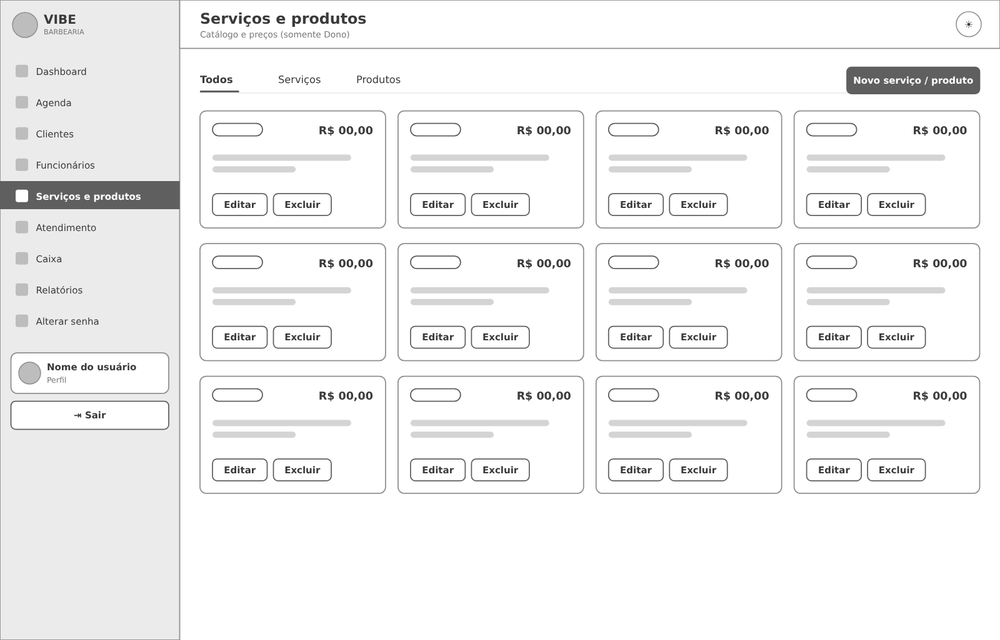 VIBE
BARBEARIA
Dashboard
Agenda
Clientes
Funcionários
Serviços e produtos
Atendimento
Caixa
Relatórios
Alterar senha
Nome do usuário
Perfil
⇥ Sair
Serviços e produtos
Catálogo e preços (somente Dono)
☀
Todos Serviços Produtos
Novo serviço / produto
R$ 00,00 R$ 00,00 R$ 00,00 R$ 00,00
Editar Excluir Editar Excluir Editar Excluir Editar Excluir
R$ 00,00 R$ 00,00 R$ 00,00 R$ 00,00
Editar Excluir Editar Excluir Editar Excluir Editar Excluir
R$ 00,00 R$ 00,00 R$ 00,00 R$ 00,00
Editar Excluir Editar Excluir Editar Excluir Editar Excluir